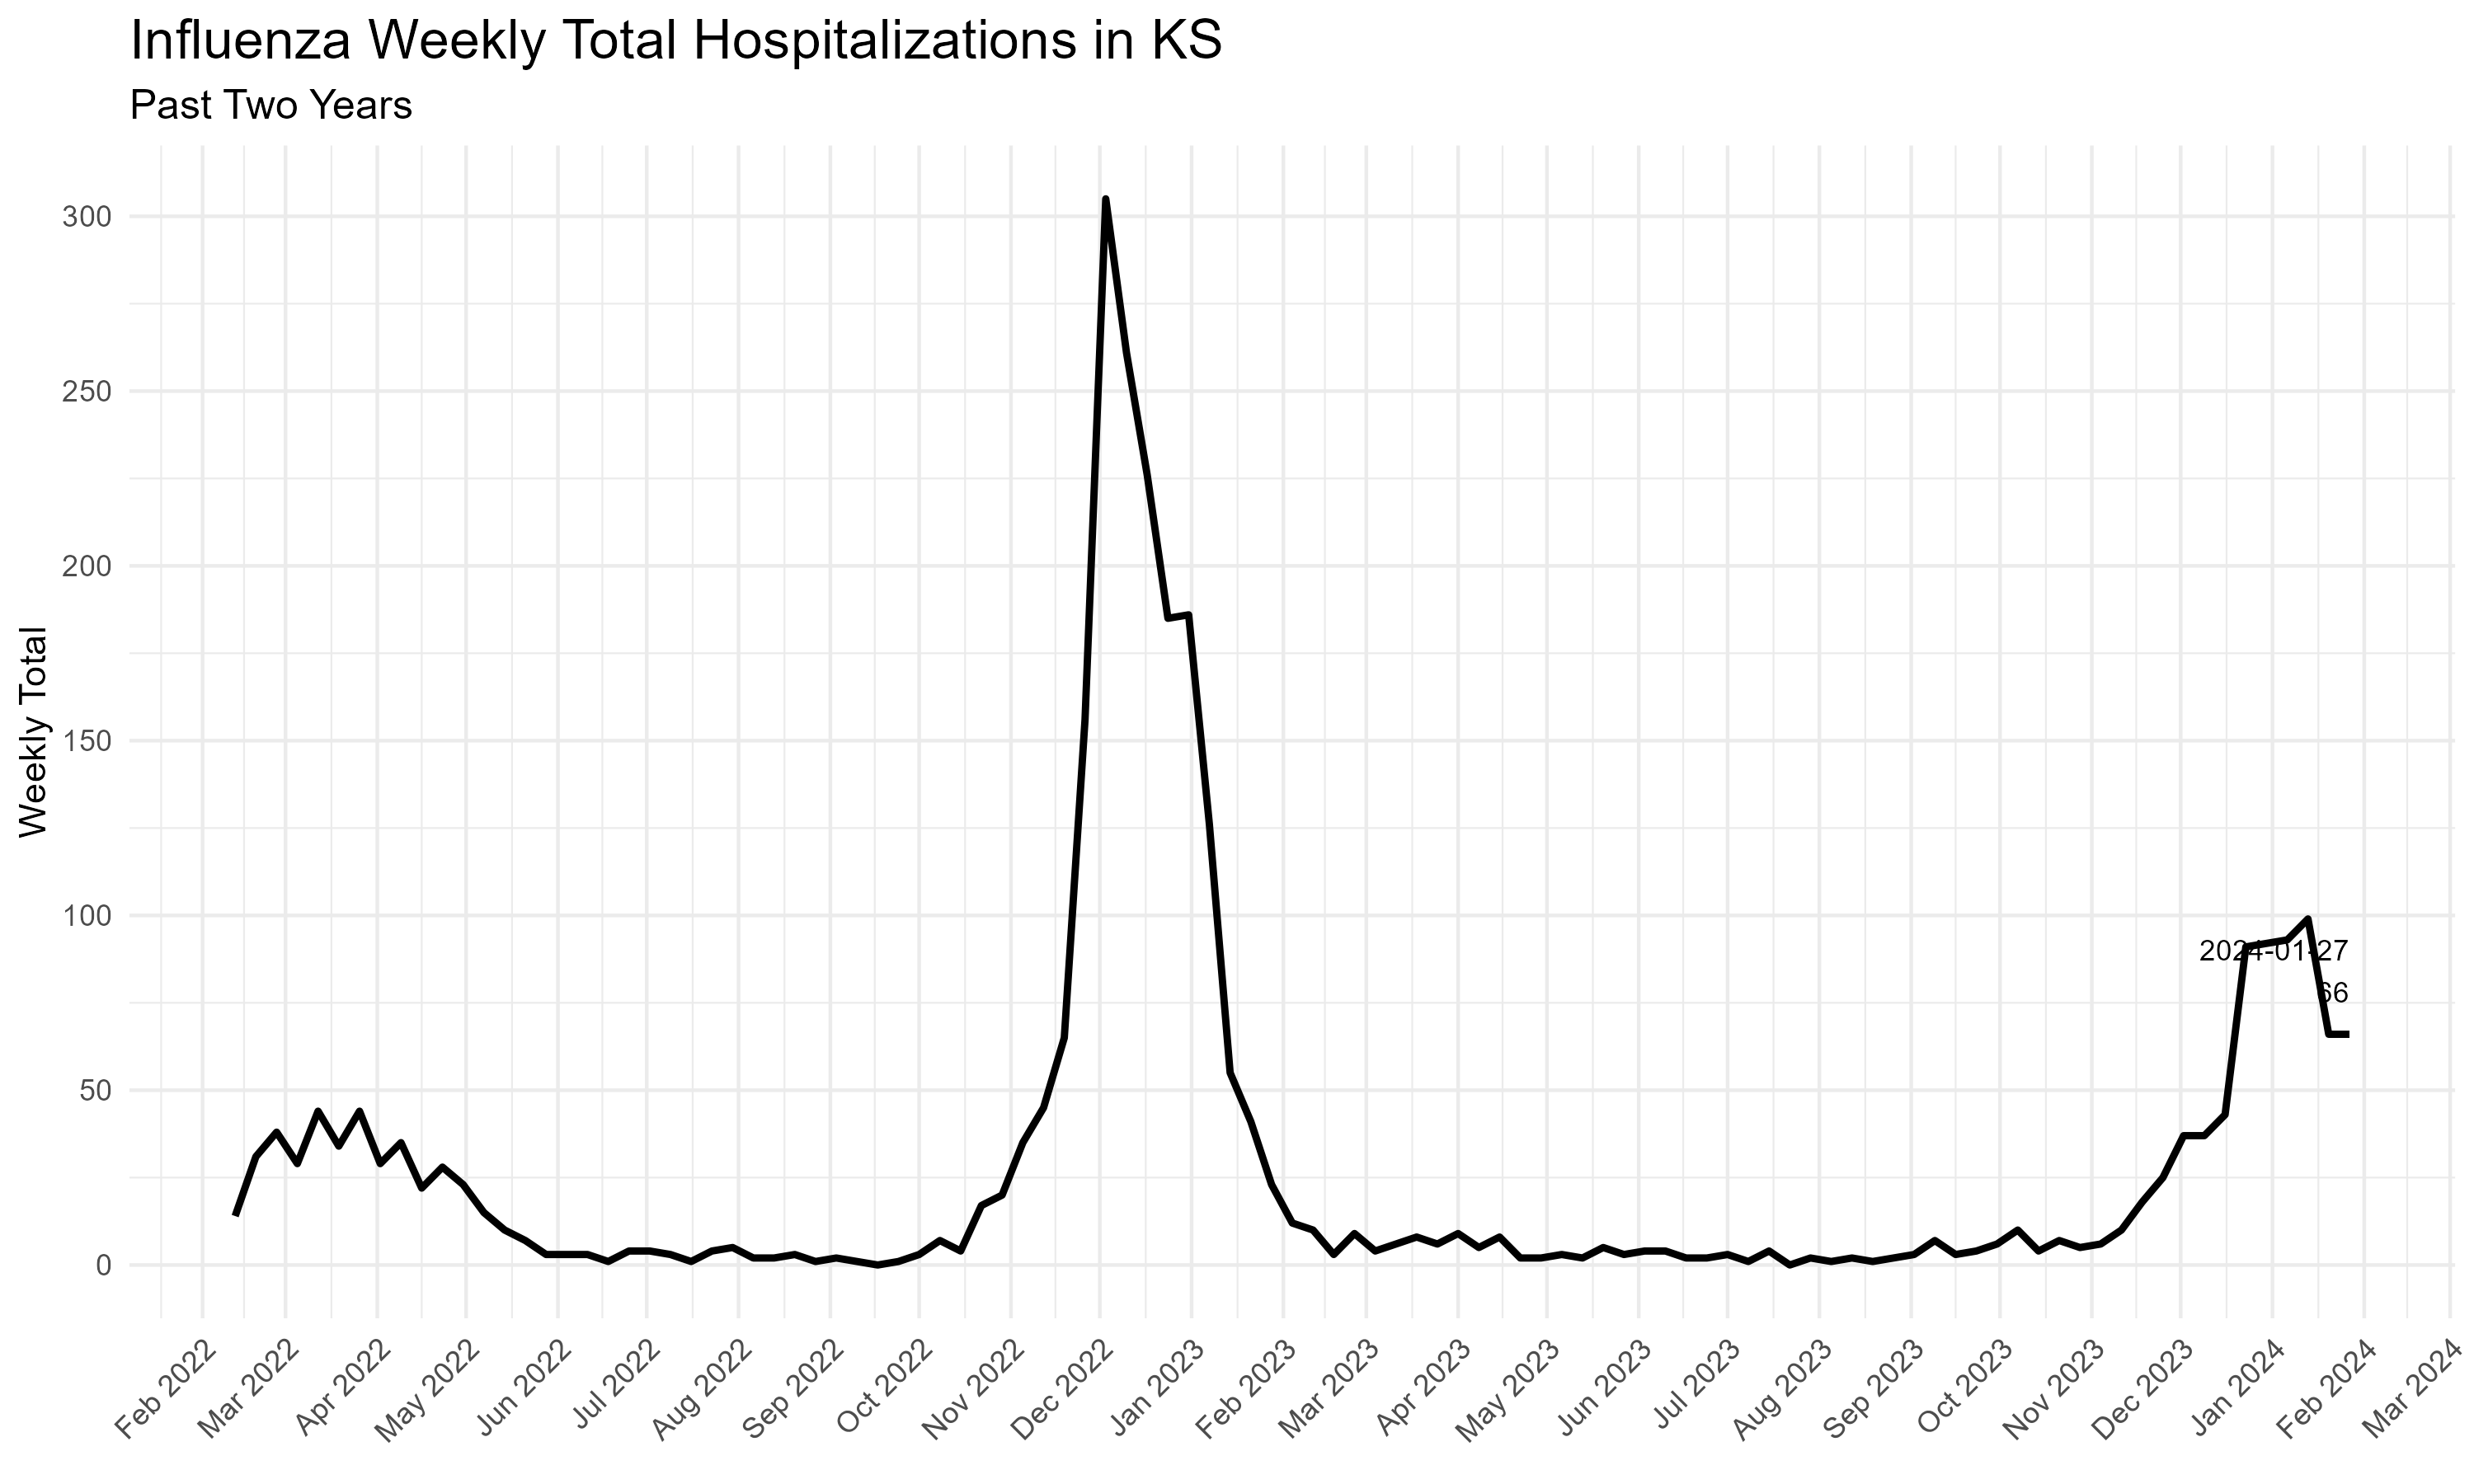 Influenza Weekly Total Hospitalizations in KS
Past Two Years
Weekly Total
300
250
200
150
100
50
0
2024-01-27
66
Feb 2022
Mar 2022
Apr 2022
May 2022
Jun 2022
Jul 2022
Aug 2022
Sep 2022
Oct 2022
Nov 2022
Dec 2022
Jan 2023
Feb 2023
Mar 2023
Apr 2023
May 2023
Jun 2023
Jul 2023
Aug 2023
Sep 2023
Oct 2023
Nov 2023
Dec 2023
Jan 2024
Feb 2024
Mar 2024